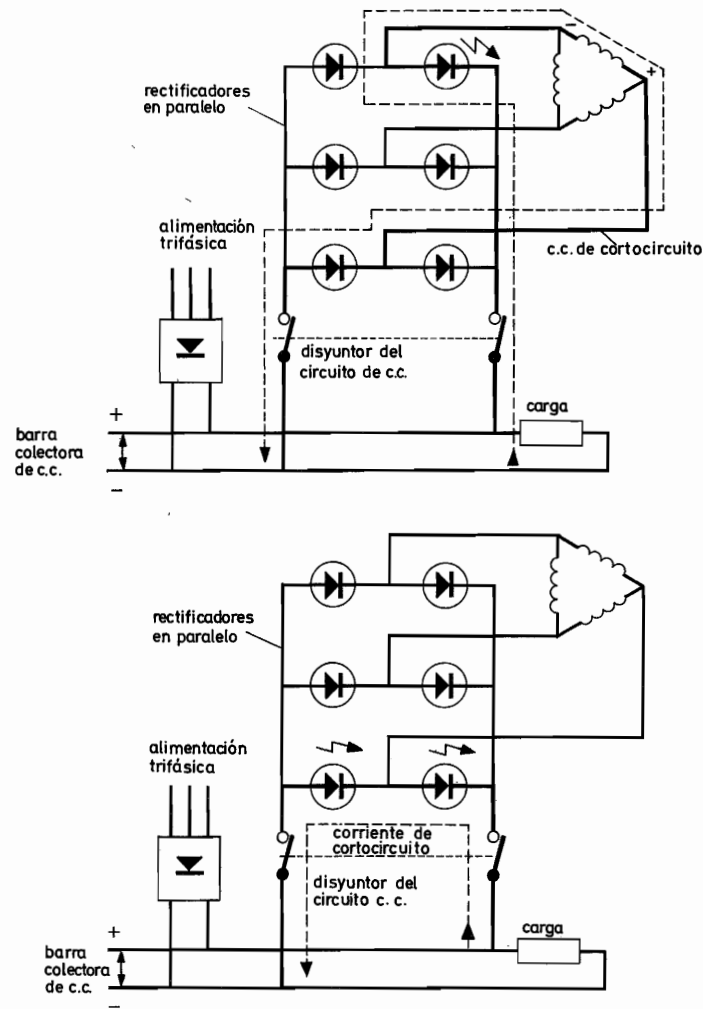 −
+
rectificadores
en paralelo
alimentación
trifásica
c.c. de cortocircuito
disyuntor del
circuito de c.c.
carga
+
barra
colectora
de c.c.
−
rectificadores
en paralelo
alimentación
trifásica
corriente de
cortocircuito
disyuntor del
circuito c. c.
carga
+
barra
colectora
de c.c.
−